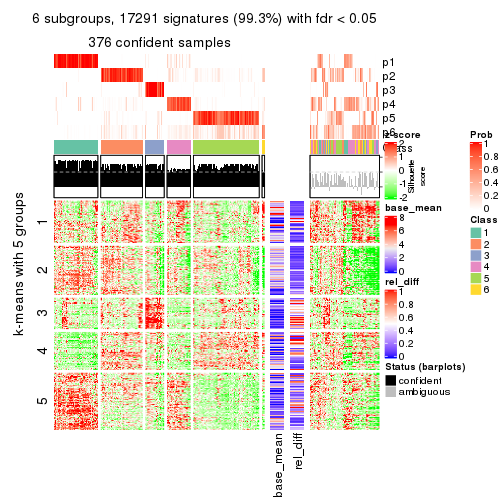 6 subgroups, 17291 signatures (99.3%) with fdr < 0.05
376 confident samples
p1
p2
p3
p4
p5
p6
Class
Silhouette
score
k-means with 5 groups
1
2
3
4
5
base_mean
rel_diff
z-score
2
1
0
-1
-2
base_mean
8
6
4
2
0
rel_diff
1
0.8
0.6
0.4
0.2
0
Status (barplots)
confident
ambiguous
Prob
1
0.8
0.6
0.4
0.2
0
Class
1
2
3
4
5
6